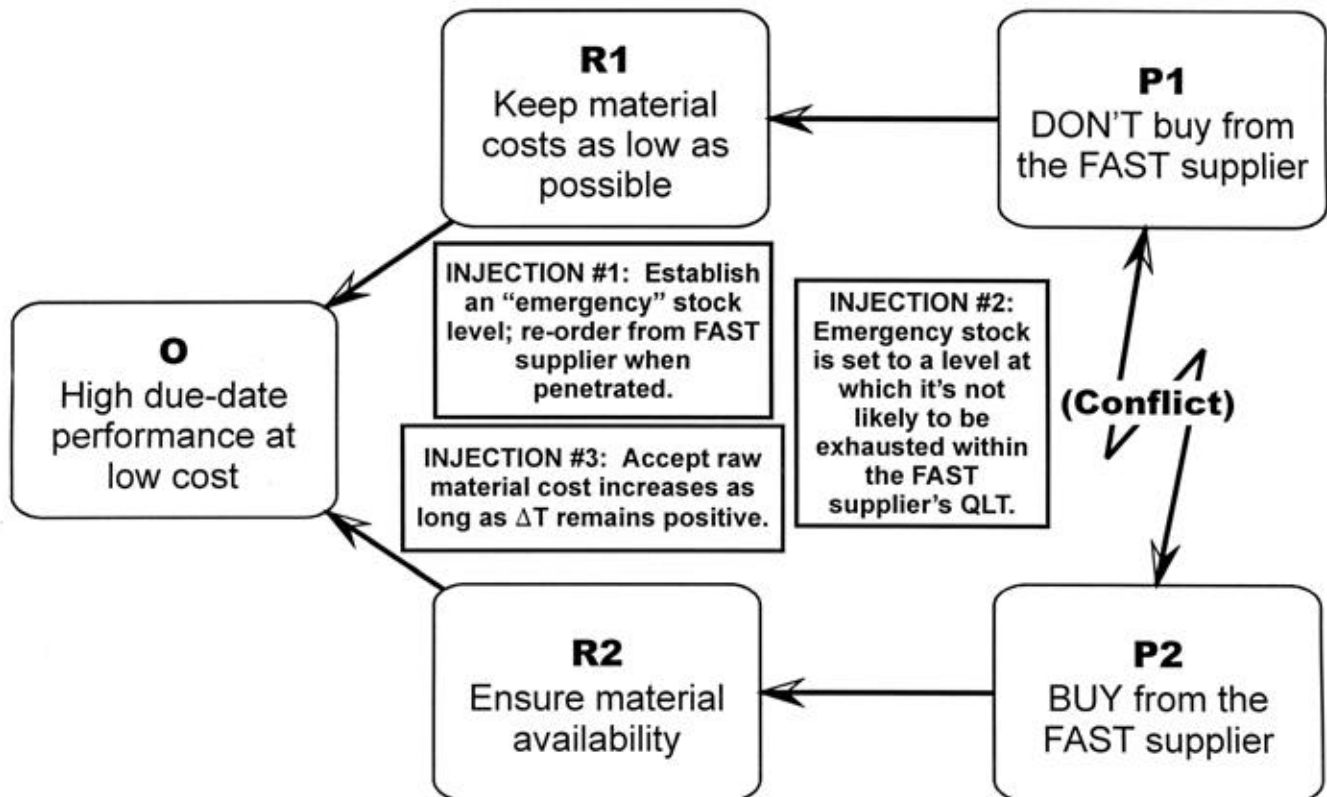 R1
Keep material
costs as low as
possible
P1
DON’T buy from
the FAST supplier
INJECTION #1: Establish
an “emergency” stock
level; re-order from FAST
supplier when
penetrated.
INJECTION #2:
Emergency stock
is set to a level at
which it’s not
likely to be
exhausted within
the FAST
supplier’s QLT.
O
High due-date
performance at
low cost
(Conflict)
INJECTION #3: Accept raw
material cost increases as
long as ΔT remains positive.
R2
Ensure material
availability
P2
BUY from the
FAST supplier